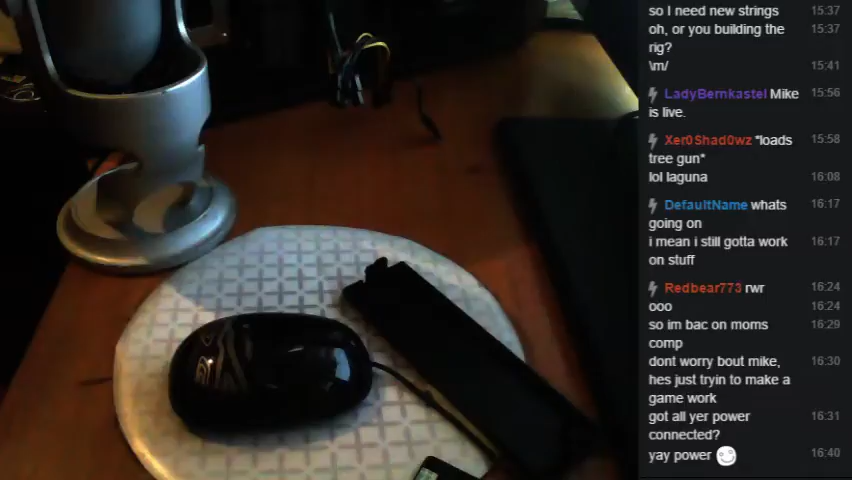 so I need new strings 15:37
oh, or you building the 15:37
rig?
\m/ 15:41
LadyBernkastel Mike 15:56
is live.
Xer0Shad0wz *loads 15:58
tree gun*
lol laguna 16:08
DefaultName whats 16:17
going on
i mean i still gotta work 16:17
on stuff
Redbear773 rwr 16:24
ooo 16:24
so im bac on moms 16:29
comp
dont worry bout mike, 16:30
hes just tryin to make a
game work
got all yer power 16:31
connected?
yay power 16:40